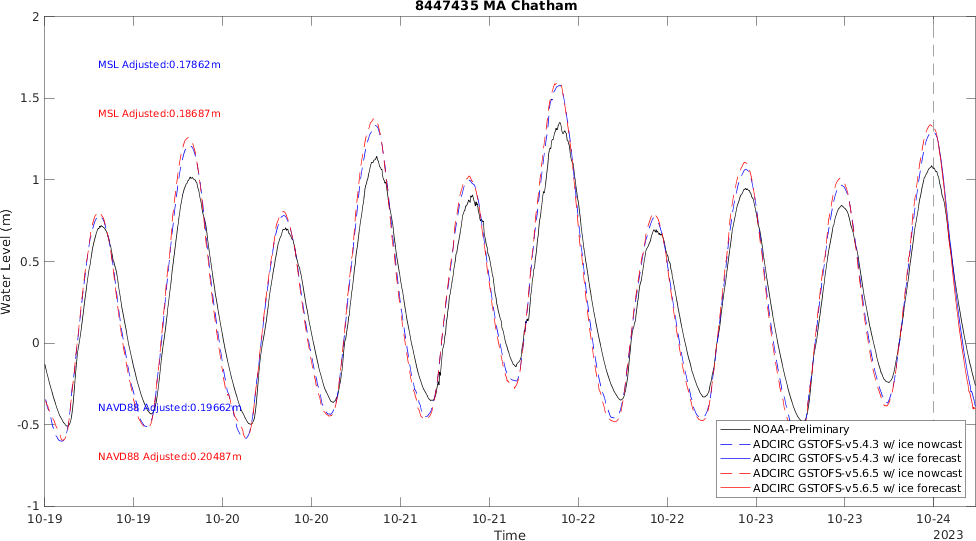 8447435 MA Chatham
2
MSL Adjusted:0.17862m
1.5
MSL Adjusted:0.18687m
1
Water Level (m)
0.5
0
NAVD88 Adjusted:0.19662m
-0.5
NOAA-Preliminary
ADCIRC GSTOFS-v5.4.3 w/ ice nowcast
NAVD88 Adjusted:0.20487m
ADCIRC GSTOFS-v5.4.3 w/ ice forecast
ADCIRC GSTOFS-v5.6.5 w/ ice nowcast
ADCIRC GSTOFS-v5.6.5 w/ ice forecast
-1
10-19 10-19 10-20 10-20 10-21 10-21 10-22 10-22 10-23 10-23 10-24
Time
2023